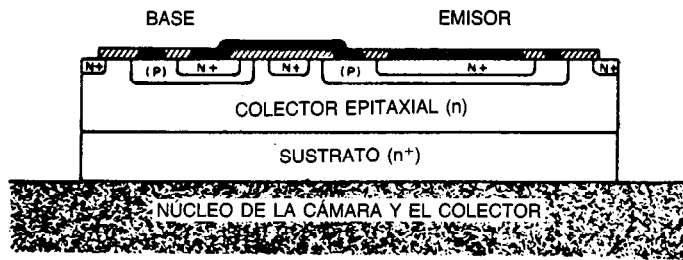 BASE EMISOR
N+ (P) N+ N+ (P) N+ N+
COLECTOR EPITAXIAL (n)
SUSTRATO (n+)
NÚCLEO DE LA CÁMARA Y EL COLECTOR